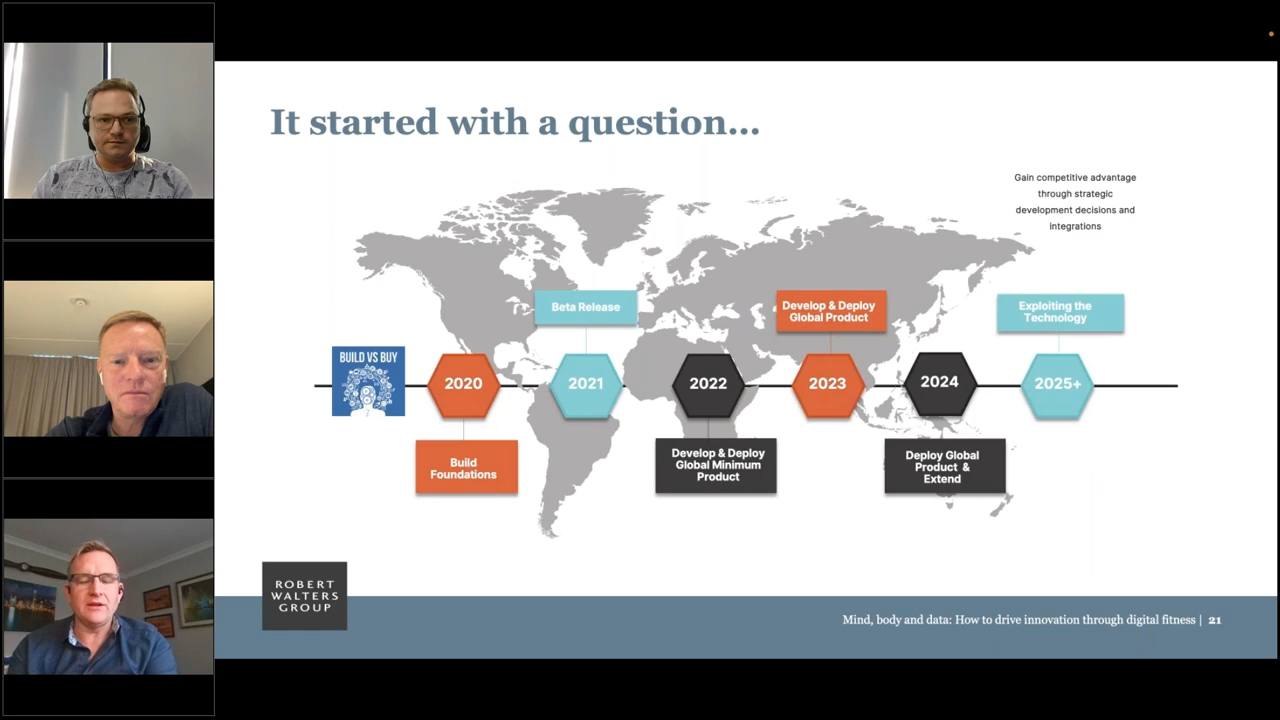 It started with a question...
Gain competitive advantage
through strategic
development decisions and
integrations
Beta Release
Develop & Deploy
Global Product
Exploiting the
Technology
BUILD VS BUY
2020
2021
2022
2023
2024
2025+
Build
Foundations
Develop & Deploy
Global Minimum
Product
Deploy Global
Product &
Extend
ROBERT
WALTERS
GROUP
Mind, body and data: How to drive innovation through digital fitness | 21